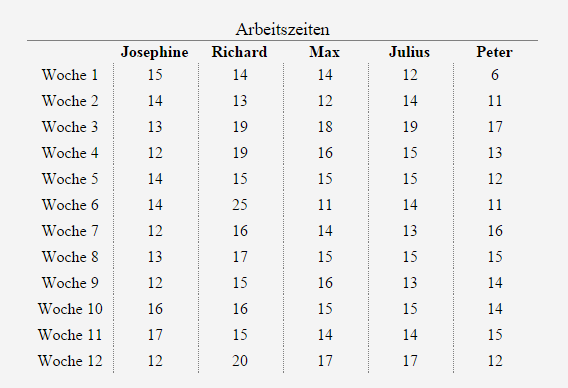 Arbeitszeiten
Josephine Richard Max Julius Peter
Woche 1 15 14 14 12 6
Woche 2 14 13 12 14 11
Woche 3 13 19 18 19 17
Woche 4 12 19 16 15 13
Woche 5 14 15 15 15 12
Woche 6 14 25 11 14 11
Woche 7 12 16 14 13 16
Woche 8 13 17 15 15 15
Woche 9 12 15 16 13 14
Woche 10 16 16 15 15 14
Woche 11 17 15 14 14 15
Woche 12 12 20 17 17 12